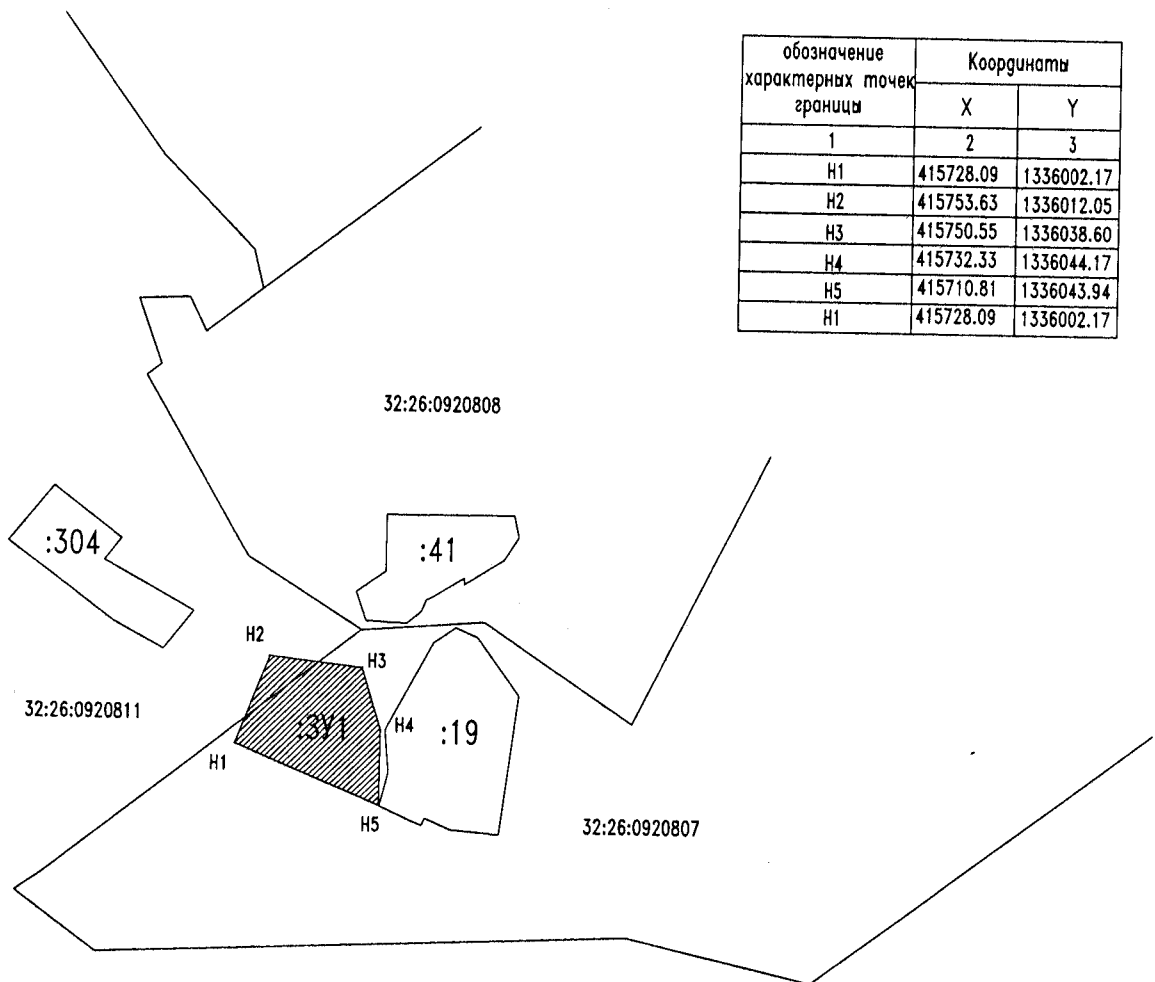 обозначение
характерных точек
границы
Координаты
X Y
1 2 3
Н1 415728.09 1336002.17
Н2 415753.63 1336012.05
Н3 415750.55 1336038.60
Н4 415732.33 1336044.17
Н5 415710.81 1336043.94
Н1 415728.09 1336002.17
32:26:0920808
:304
:41
Н2
Н3
32:26:0920811
:ЗУ1
Н4
:19
Н1
Н5
32:26:0920807